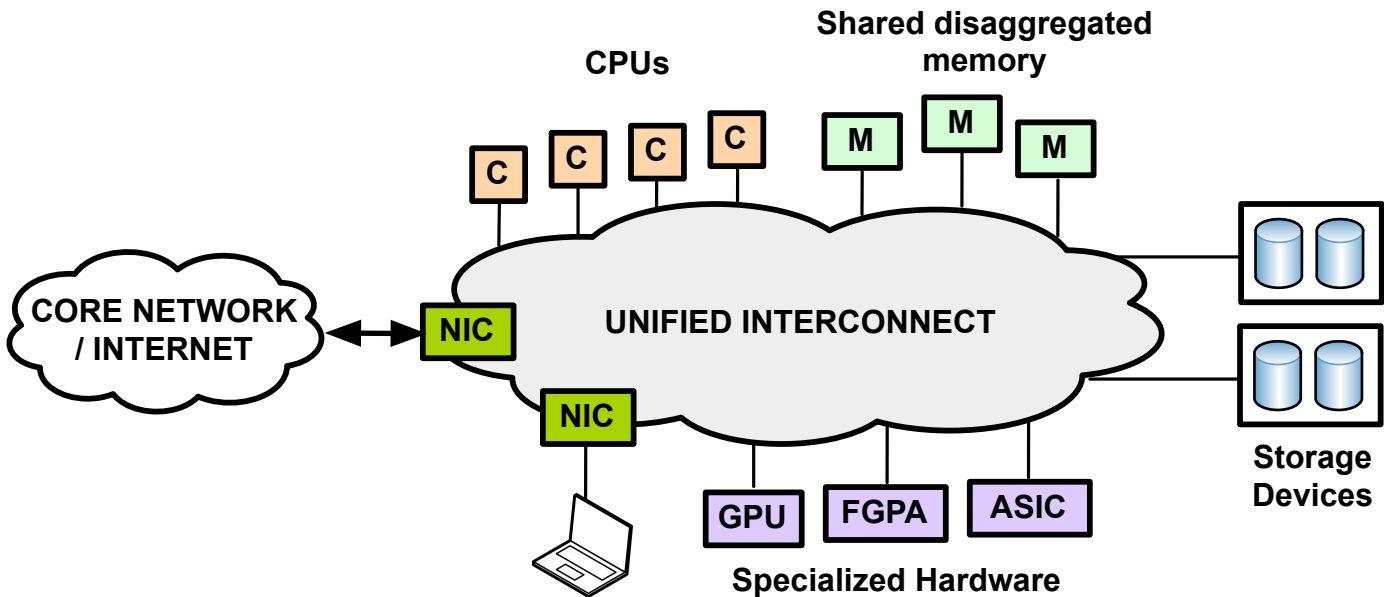 Shared disaggregated
memory
CPUs
C
C
C
C
M
M
M
CORE NETWORK
/ INTERNET
NIC
UNIFIED INTERCONNECT
NIC
GPU
FGPA
ASIC
Storage
Devices
Specialized Hardware